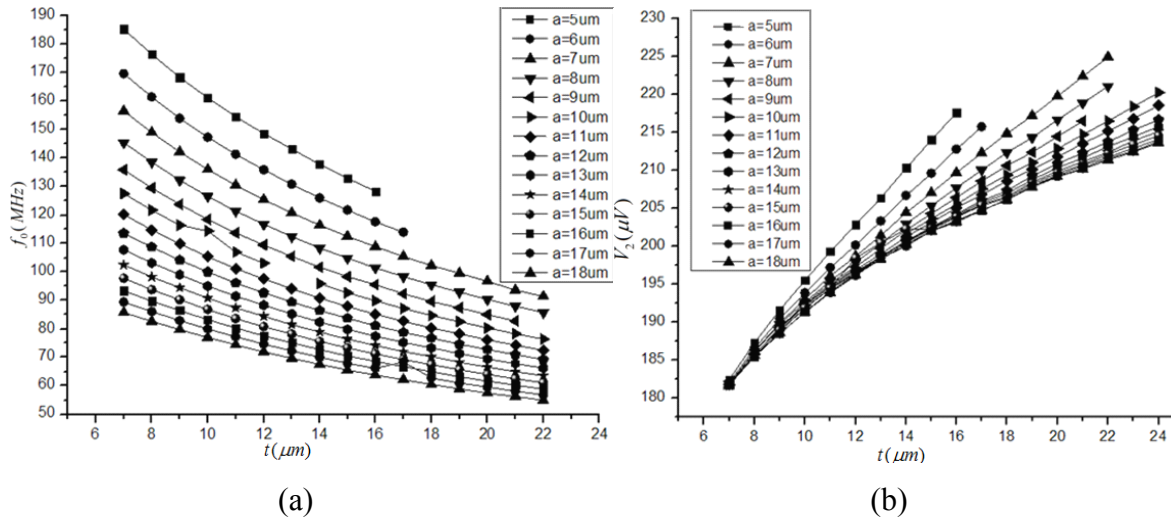 190
180
170
160
150
140
130
120
110
100
90
80
70
60
50
f₀(MHz)
6 8 10 12 14 16 18 20 22 24
t(μm)
a=5um
a=6um
a=7um
a=8um
a=9um
a=10um
a=11um
a=12um
a=13um
a=14um
a=15um
a=16um
a=17um
a=18um
(a)
230
225
220
215
210
205
200
195
190
185
180
V₂(μV)
6 8 10 12 14 16 18 20 22 24
t(μm)
a=5um
a=6um
a=7um
a=8um
a=9um
a=10um
a=11um
a=12um
a=13um
a=14um
a=15um
a=16um
a=17um
a=18um
(b)